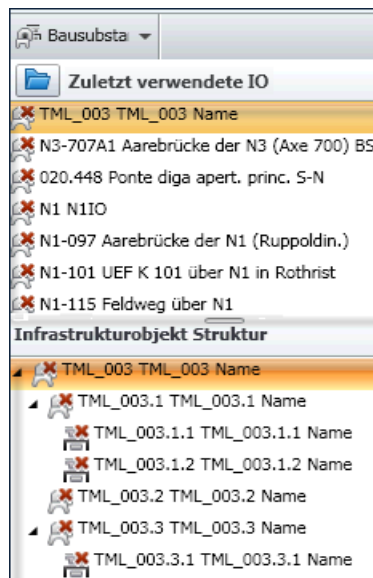 Bausubsta
Zuletzt verwendete IO
TML_003 TML_003 Name
N3-707A1 Aarebrücke der N3 (Axe 700) BS
020.448 Ponte diga apert. princ. S-N
N1 N1IO
N1-097 Aarebrücke der N1 (Ruppoldin.)
N1-101 UEF K 101 über N1 in Rothrist
N1-115 Feldweg über N1
Infrastrukturobjekt Struktur
TML_003 TML_003 Name
TML_003.1 TML_003.1 Name
TML_003.1.1 TML_003.1.1 Name
TML_003.1.2 TML_003.1.2 Name
TML_003.2 TML_003.2 Name
TML_003.3 TML_003.3 Name
TML_003.3.1 TML_003.3.1 Name